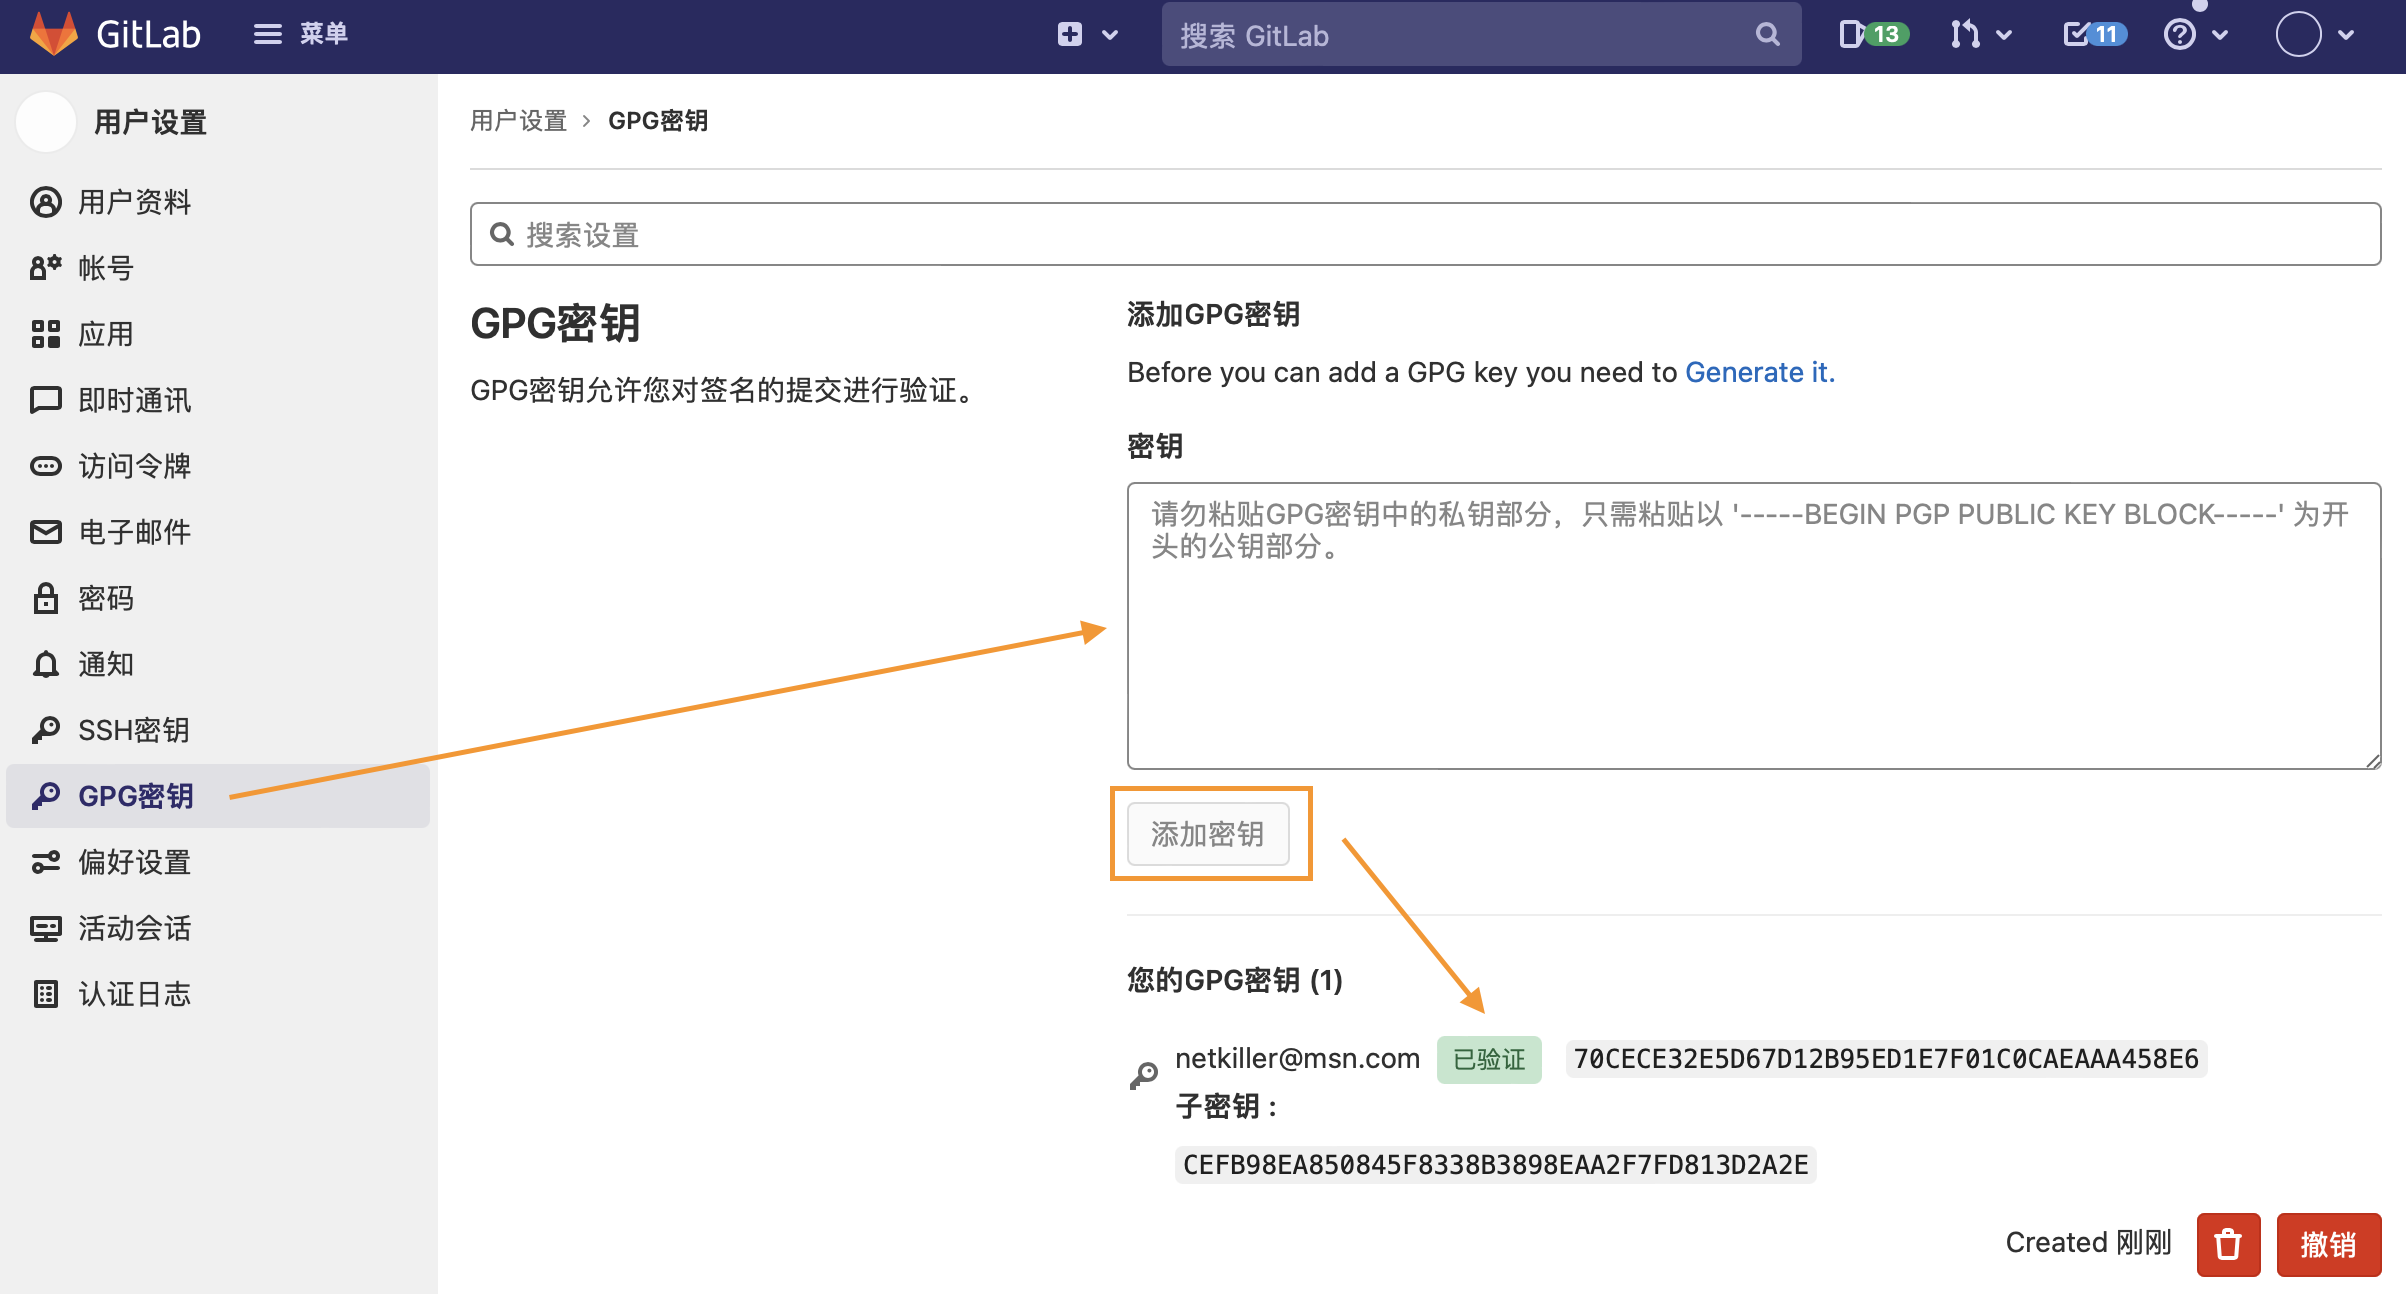 GitLab 菜单 搜索 GitLab 13 11
用户设置
用户资料
帐号
应用
即时通讯
访问令牌
电子邮件
密码
通知
SSH密钥
GPG密钥
偏好设置
活动会话
认证日志
用户设置 › GPG密钥
搜索设置
GPG密钥
GPG密钥允许您对签名的提交进行验证。
添加GPG密钥
Before you can add a GPG key you need to Generate it.
密钥
请勿粘贴GPG密钥中的私钥部分，只需粘贴以 '-----BEGIN PGP PUBLIC KEY BLOCK-----' 为开
头的公钥部分。
添加密钥
您的GPG密钥 (1)
netkiller@msn.com 已验证 70CECE32E5D67D12B95ED1E7F01C0CAEAAA458E6
子密钥：
CEFB98EA850845F8338B3898EAA2F7FD813D2A2E
Created 刚刚 撤销